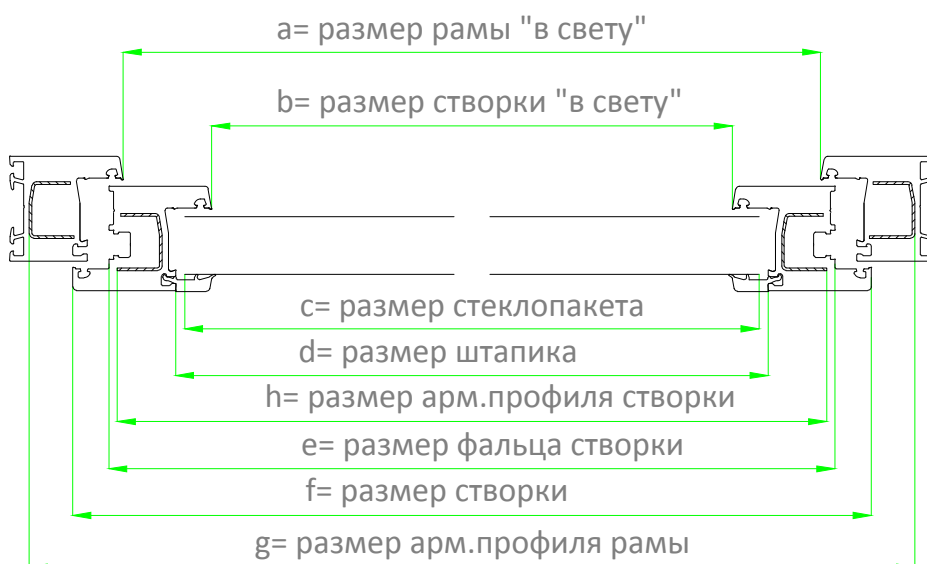 a= размер рамы "в свету"
b= размер створки "в свету"
c= размер стеклопакета
d= размер штапика
h= размер арм.профиля створки
e= размер фальца створки
f= размер створки
g= размер арм.профиля рамы